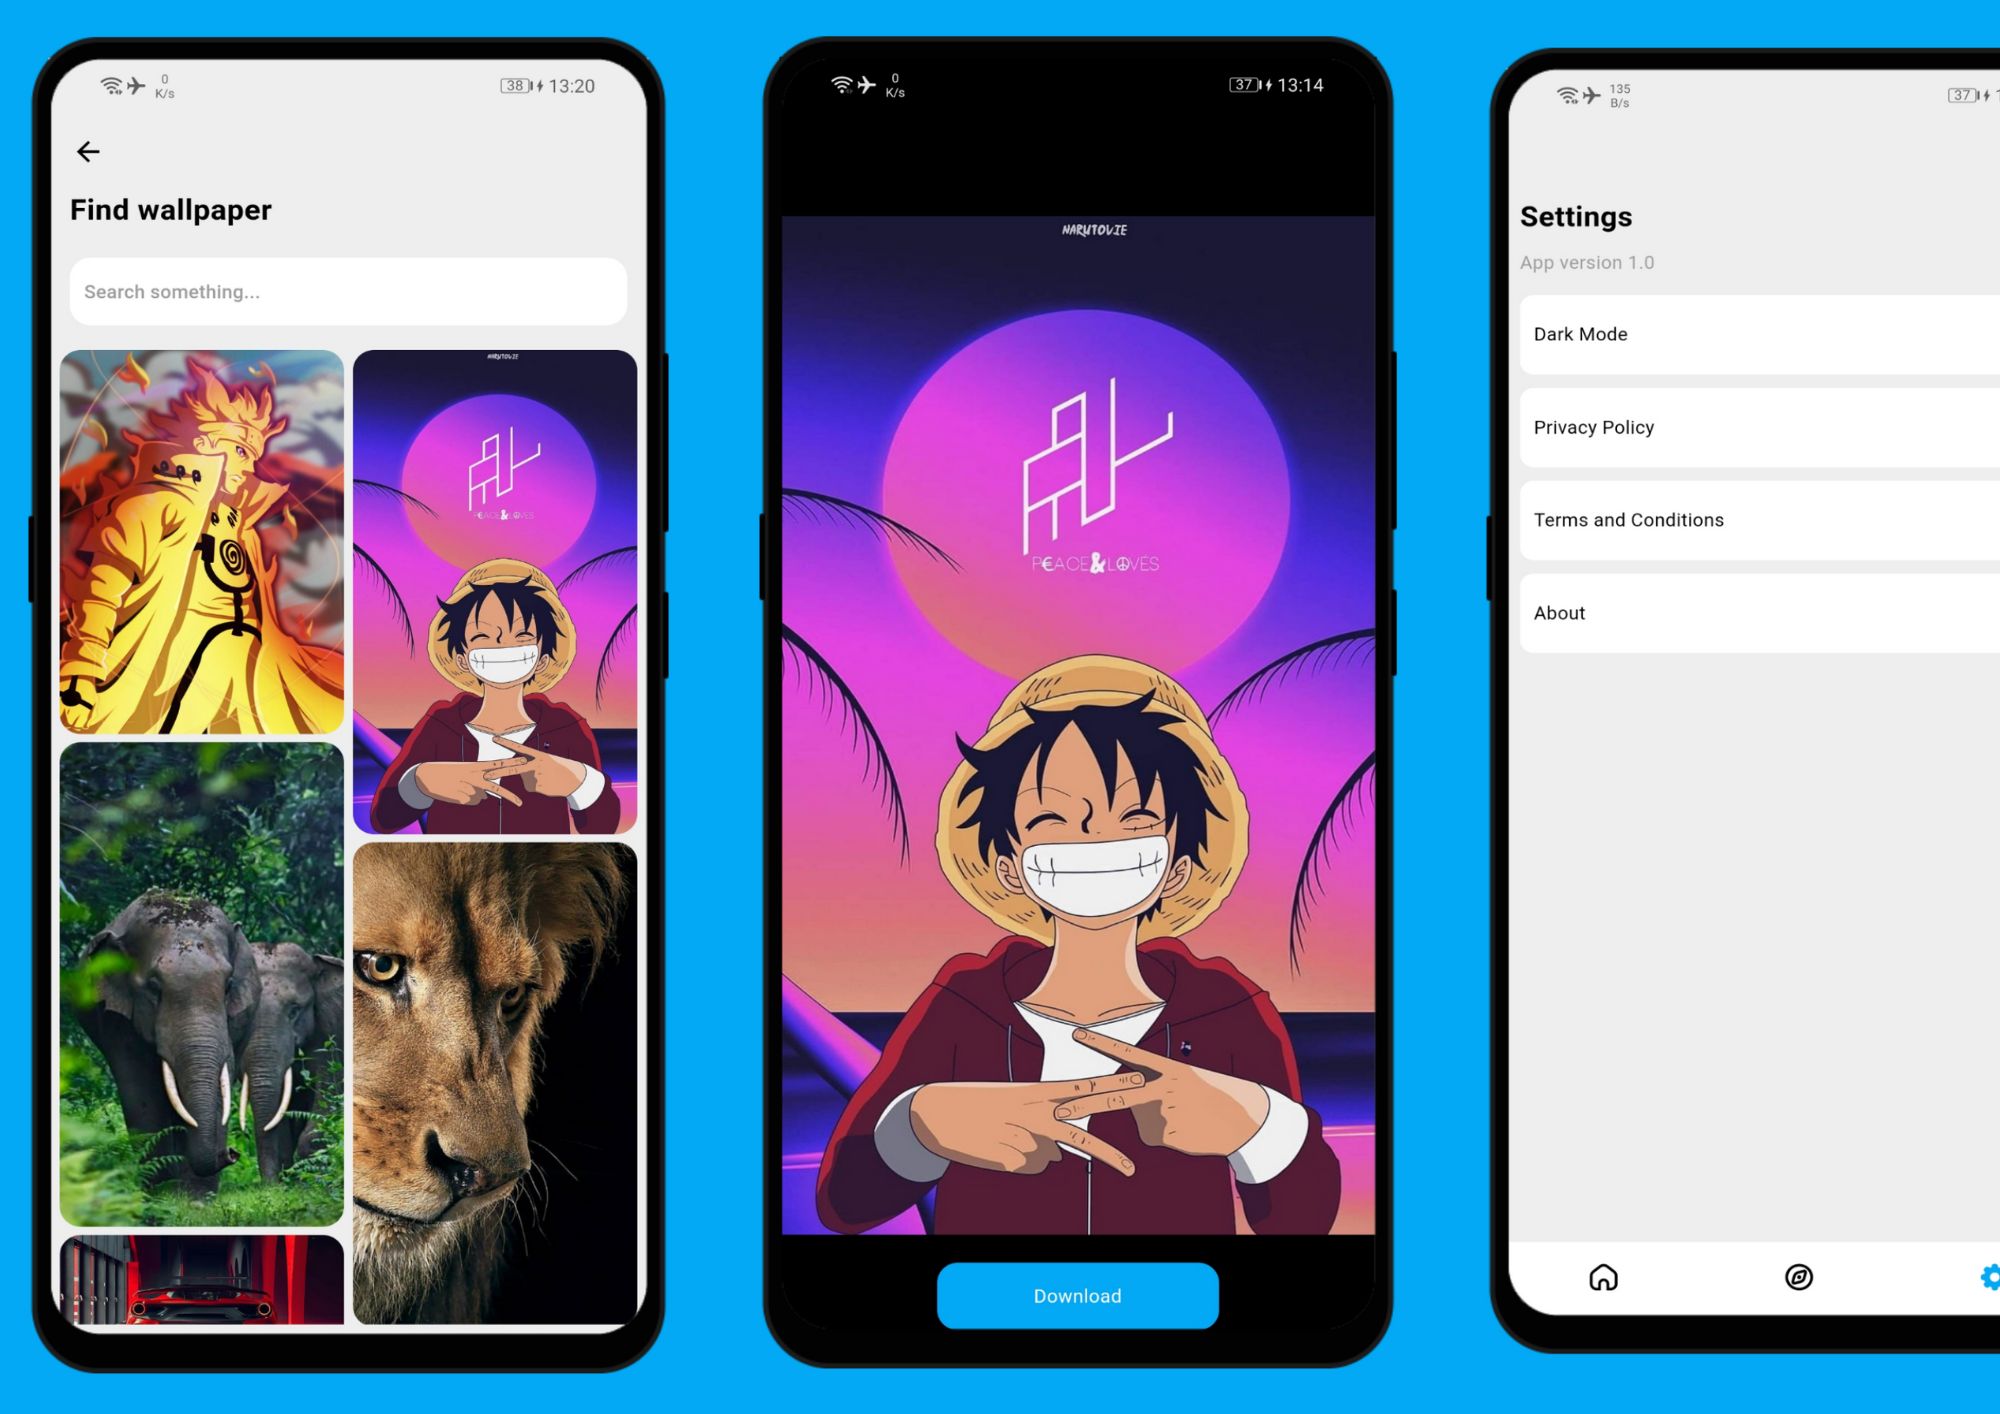 0
K/s
38
13:20
Find wallpaper
Search something...
NARUTOVIE
PEACE&LOVES
0
K/s
37
13:14
NARUTOVIE
P€ACE&LOVES
Download
135
B/s
37
Settings
App version 1.0
Dark Mode
Privacy Policy
Terms and Conditions
About